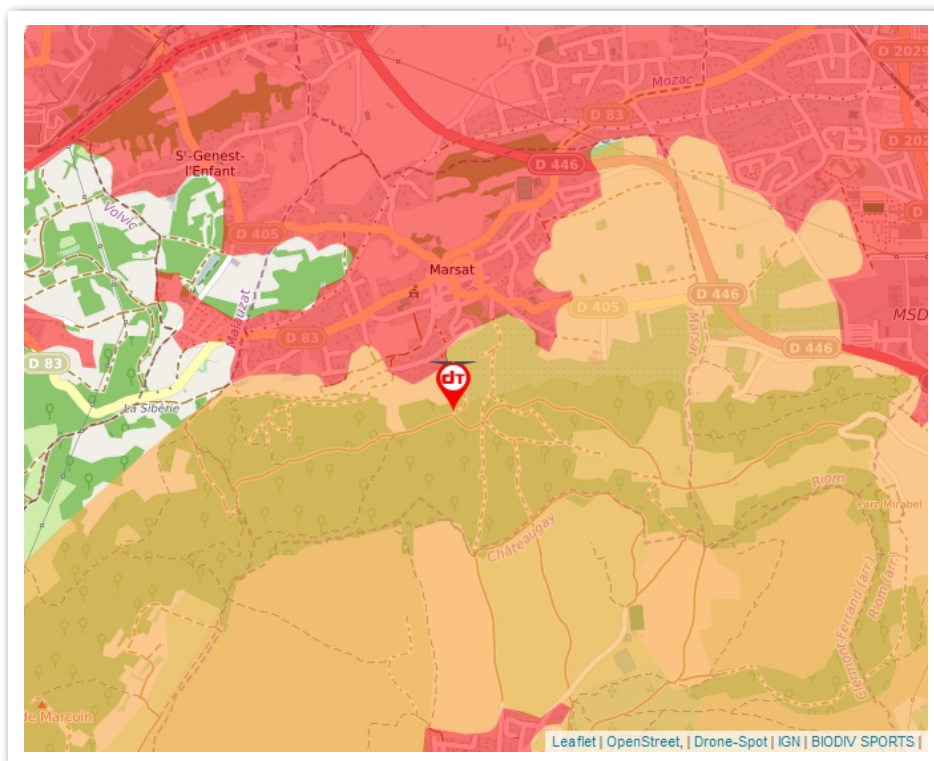 D 2029
Mozac
D 83
D 202
St-Genest-
l'Enfant
D 446
D
Volvic
D 405
Marsat
D 446
Malauzat
D 405
MSD
D 83
Marsat
D 446
D 83
dT
La Sibérie
Riom
Parc Mirabel
Châteaugay
Clermont-Ferrand (arr.)
Riom (arr.)
de Marcoin
Leaflet | OpenStreet, | Drone-Spot | IGN | BIODIV SPORTS |